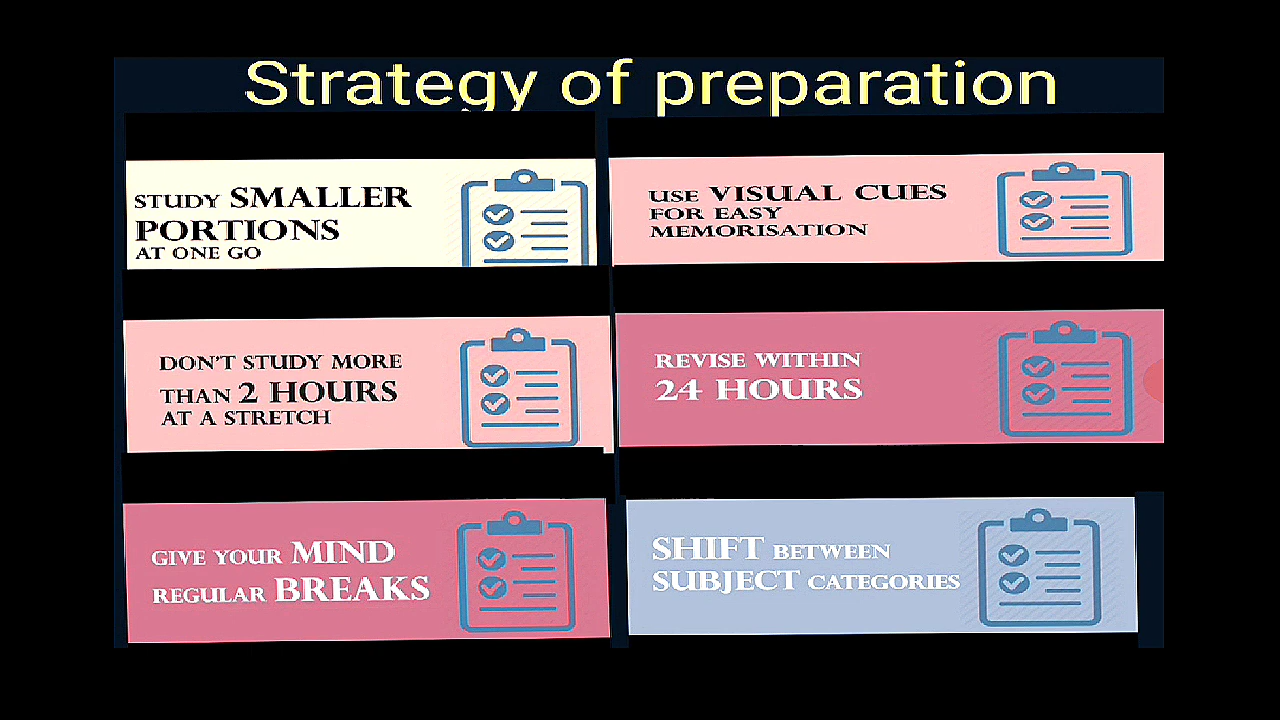 Strategy of preparation
STUDY SMALLER
PORTIONS
AT ONE GO
USE VISUAL CUES
FOR EASY
MEMORISATION
DON'T STUDY MORE
THAN 2 HOURS
AT A STRETCH
REVISE WITHIN
24 HOURS
GIVE YOUR MIND
REGULAR BREAKS
SHIFT BETWEEN
SUBJECT CATEGORIES